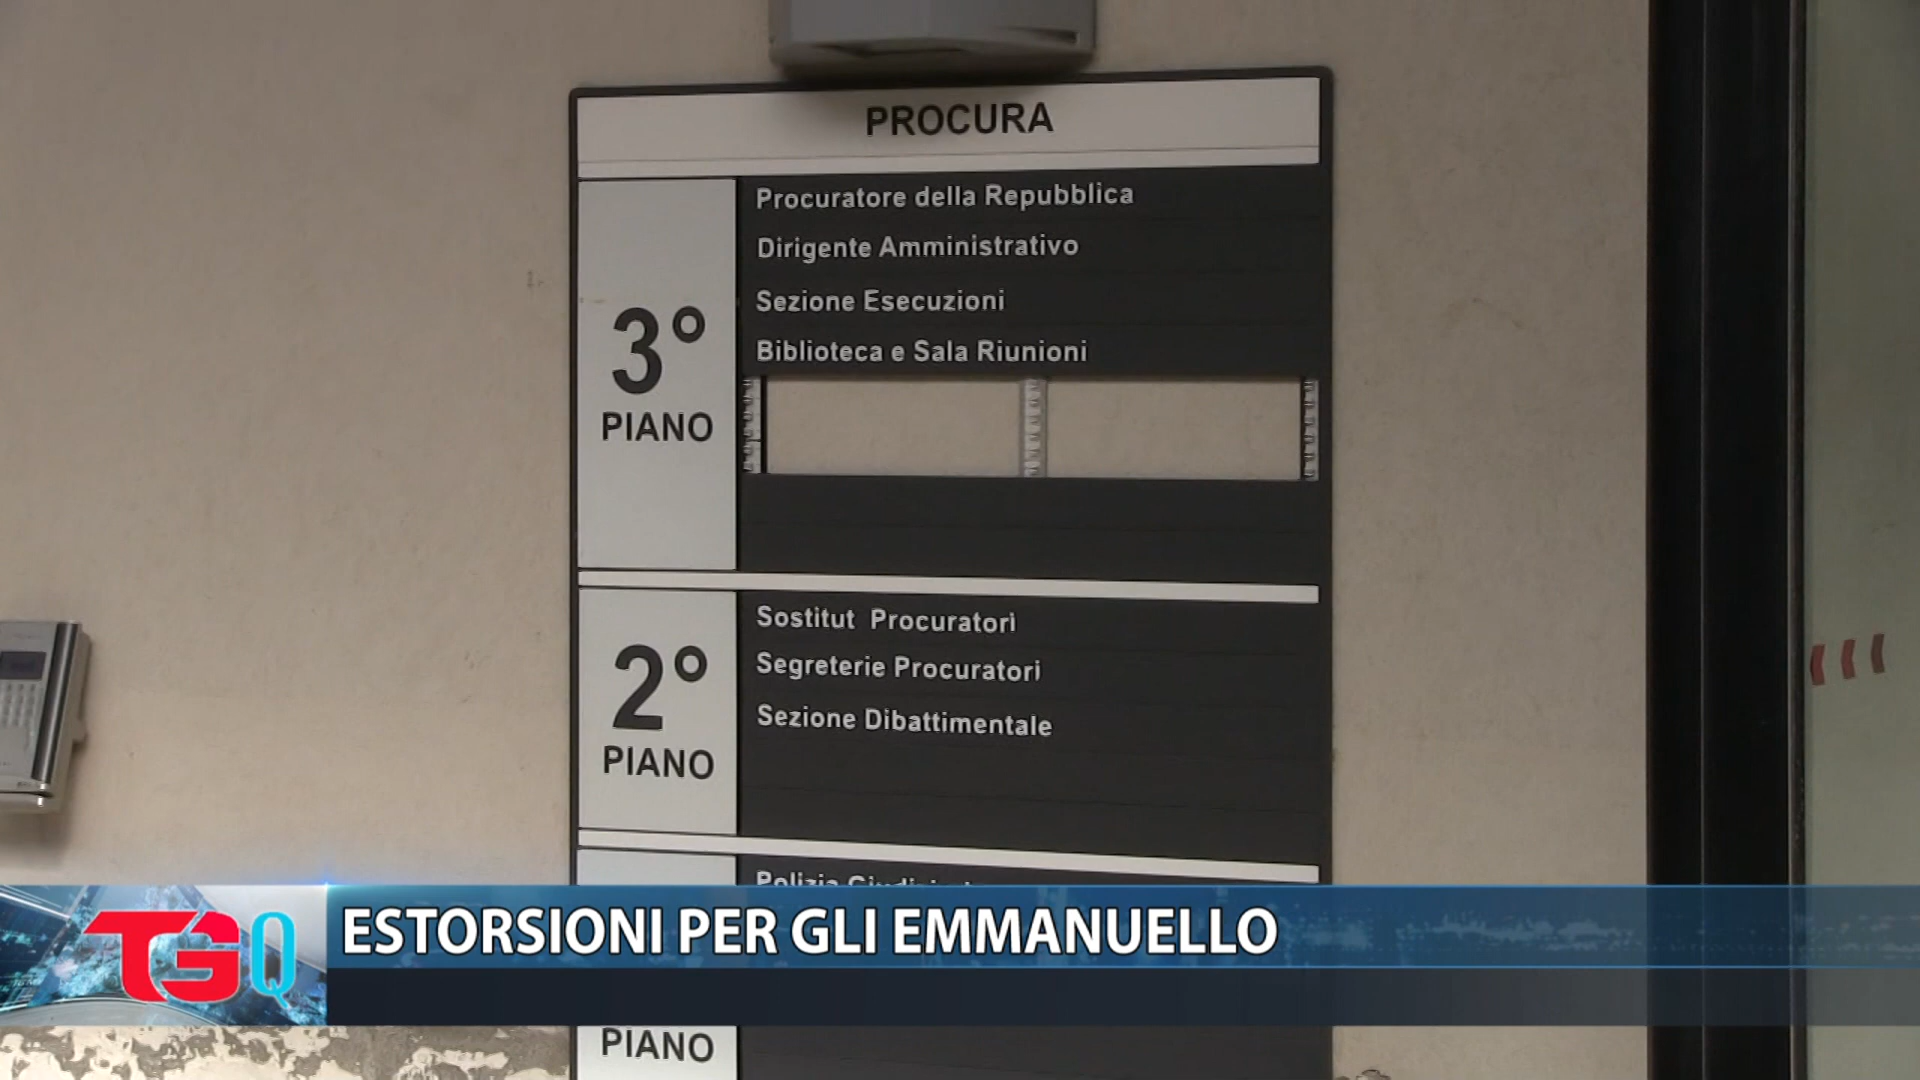 PROCURA
3°
PIANO
Procuratore della Repubblica
Dirigente Amministrativo
Sezione Esecuzioni
Biblioteca e Sala Riunioni
2°
PIANO
Sostitut Procuratori
Segreterie Procuratori
Sezione Dibattimentale
Polizia
TGQ
ESTORSIONI PER GLI EMMANUELLO
PIANO